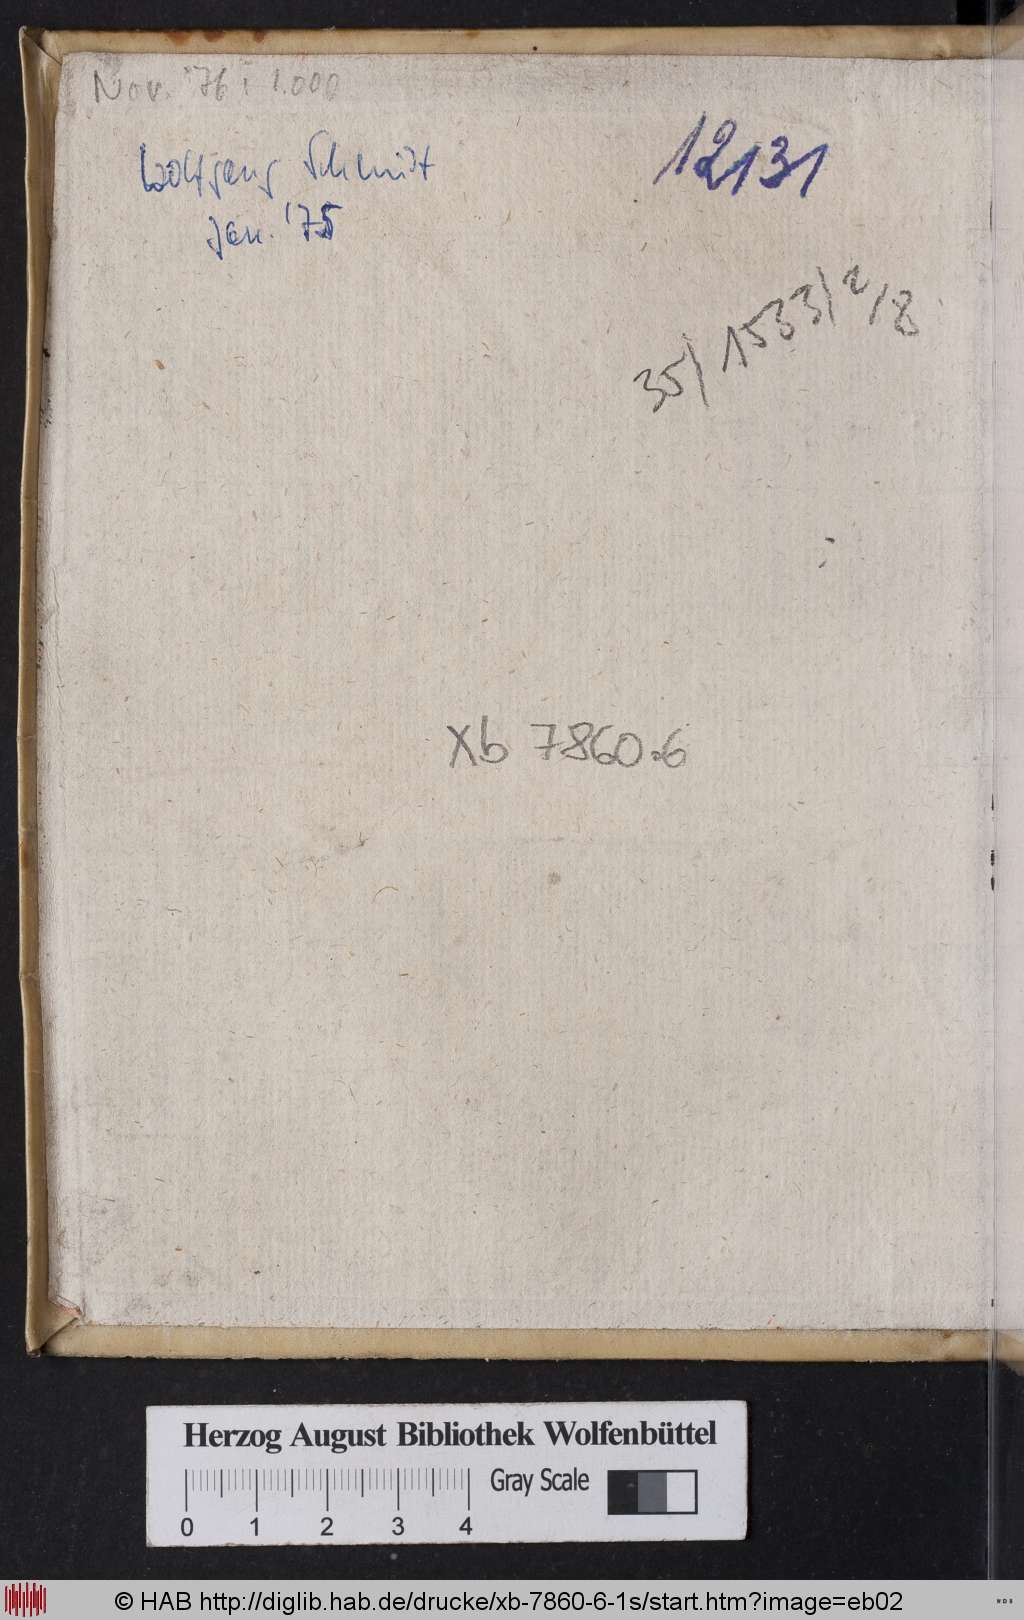 Nov. '76: 1.000
Wolfgang Schmidt
Jan. '75
12131
35/1533/2/8
Xb 7860.6
Herzog August Bibliothek Wolfenbüttel
Gray Scale
0 1 2 3 4
© HAB http://diglib.hab.de/drucke/xb-7860-6-1s/start.htm?image=eb02